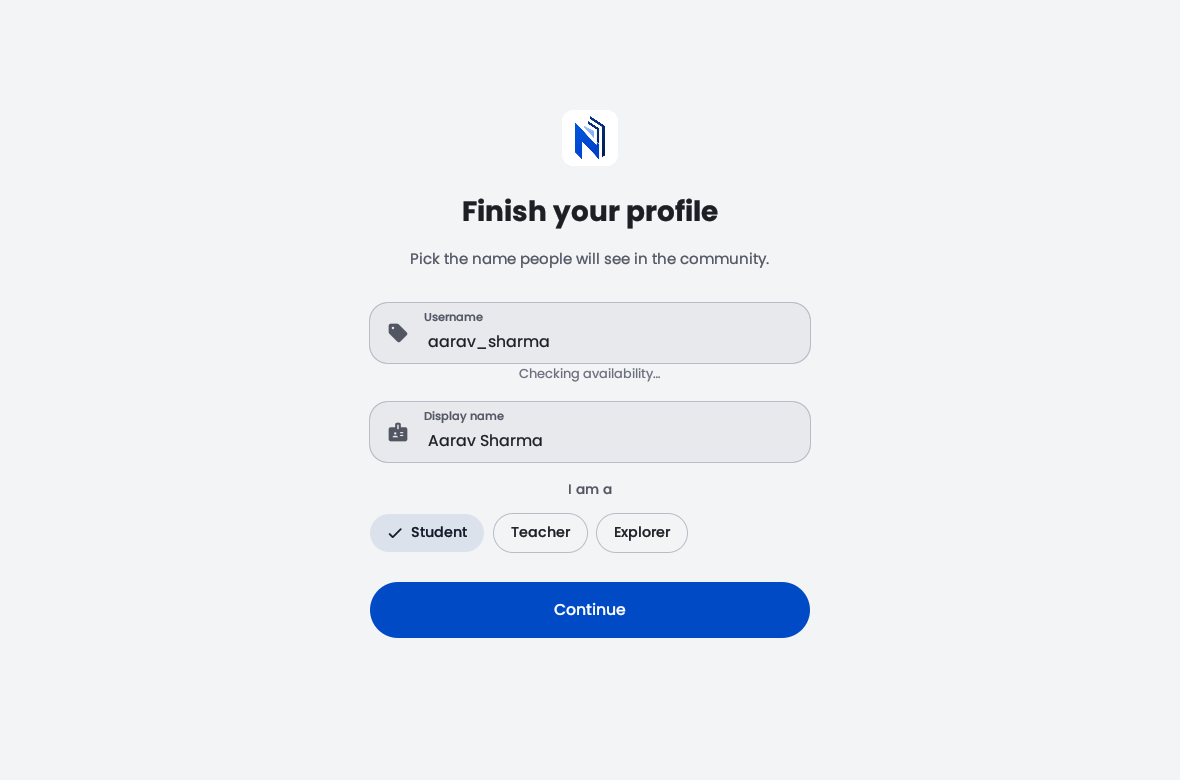 Finish your profile
Pick the name people will see in the community.
Username
aarav_sharma
Checking availability…
Display name
Aarav Sharma
I am a
Student Teacher Explorer
Continue